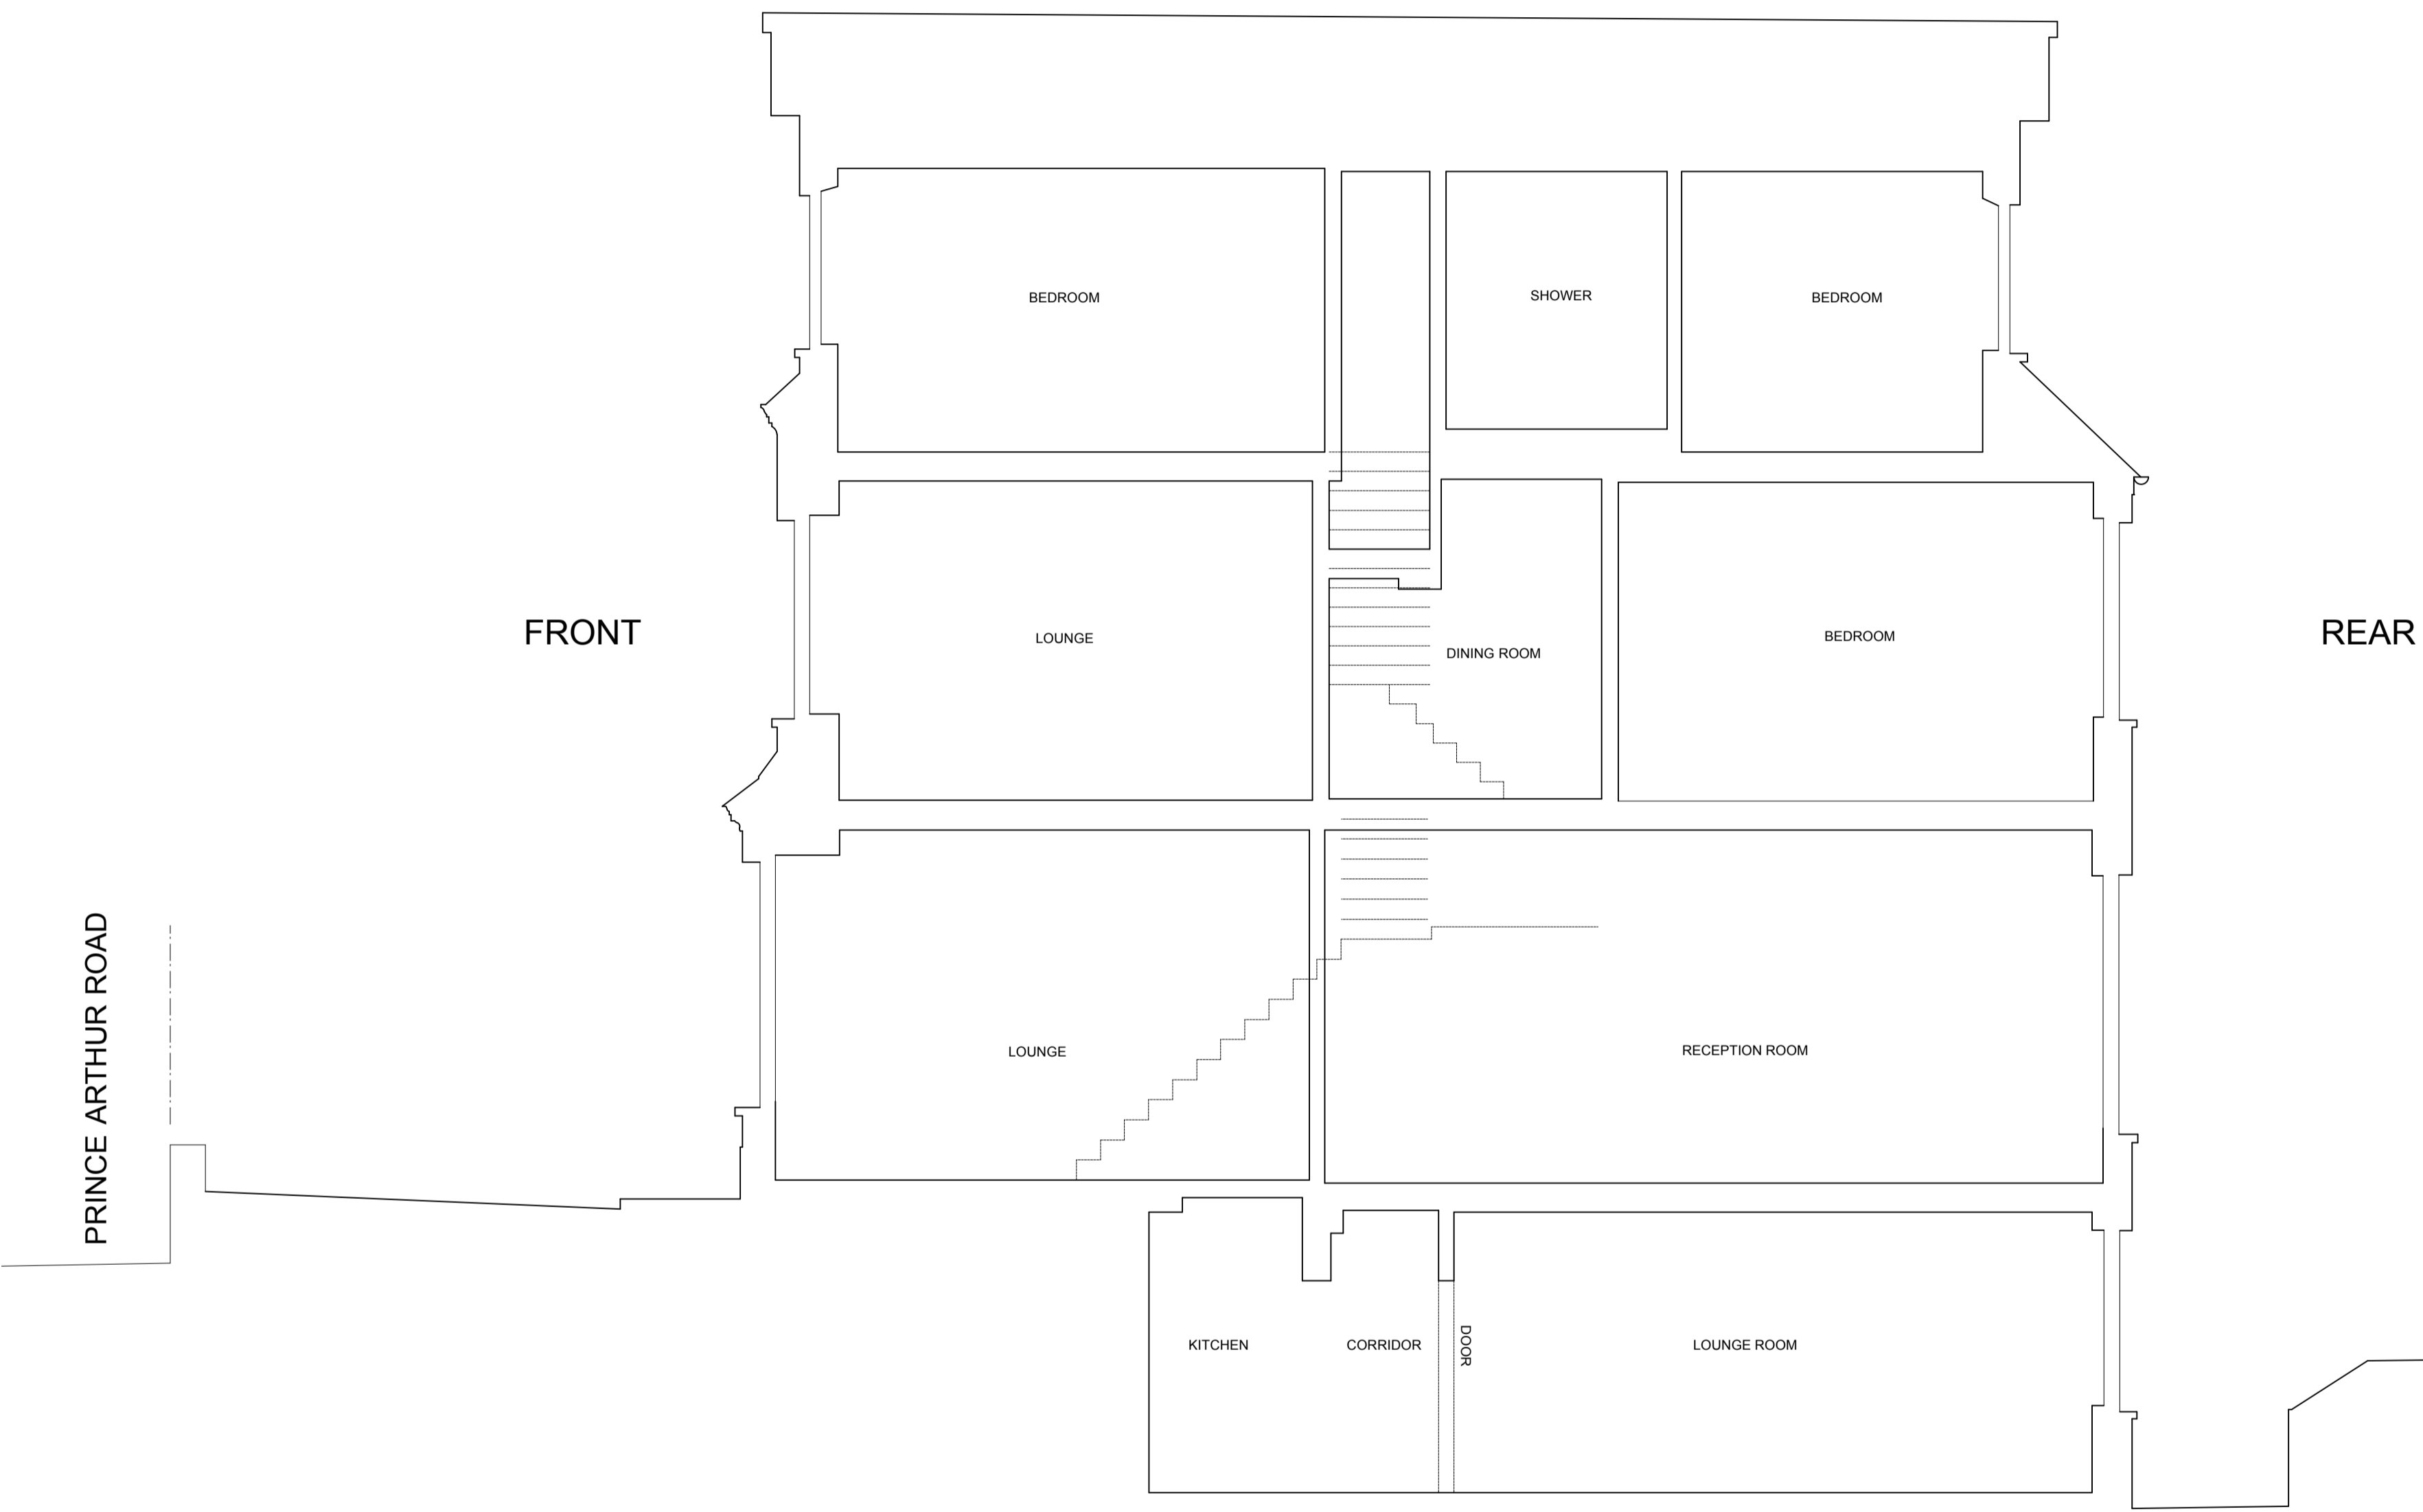 BEDROOM
SHOWER
BEDROOM
FRONT
LOUNGE
DINING ROOM
BEDROOM
REAR
PRINCE ARTHUR ROAD
LOUNGE
RECEPTION ROOM
KITCHEN
CORRIDOR
DOOR
LOUNGE ROOM